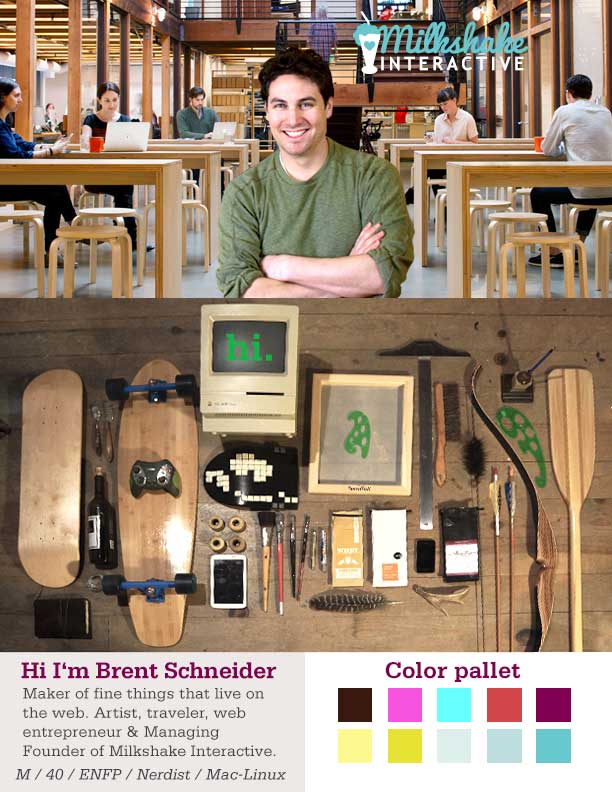 Milkshake
INTERACTIVE
hi.
Hi I'm Brent Schneider
Maker of fine things that live on
the web. Artist, traveler, web
entrepreneur & Managing
Founder of Milkshake Interactive.
M / 40 / ENFP / Nerdist / Mac-Linux
Color pallet